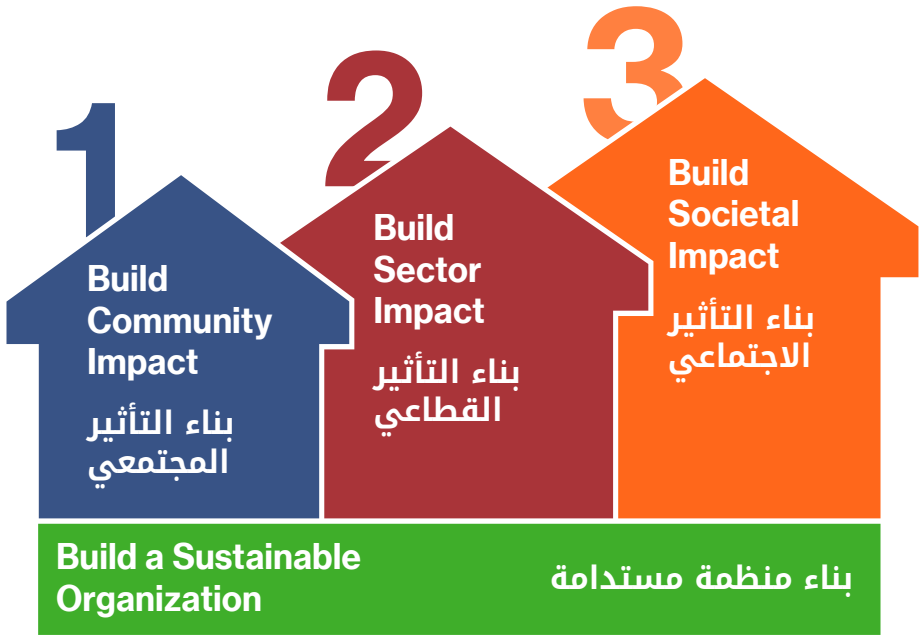 1
Build
Community
Impact
بناء التأثير
المجتمعي
2
Build
Sector
Impact
بناء التأثير
القطاعي
3
Build
Societal
Impact
بناء التأثير
الاجتماعي
Build a Sustainable
Organization
بناء منظمة مستدامة